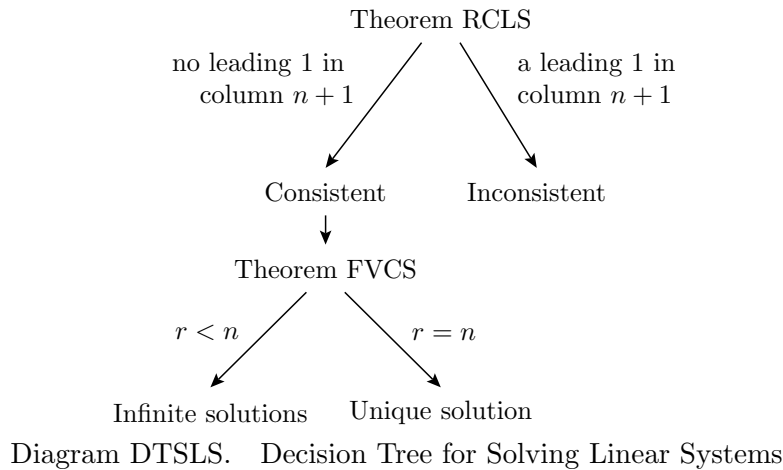 Theorem RCLS
no leading 1 in
column n + 1
a leading 1 in
column n + 1
Consistent
Inconsistent
Theorem FVCS
r < n
r = n
Infinite solutions
Unique solution
Diagram DTSLS. Decision Tree for Solving Linear Systems